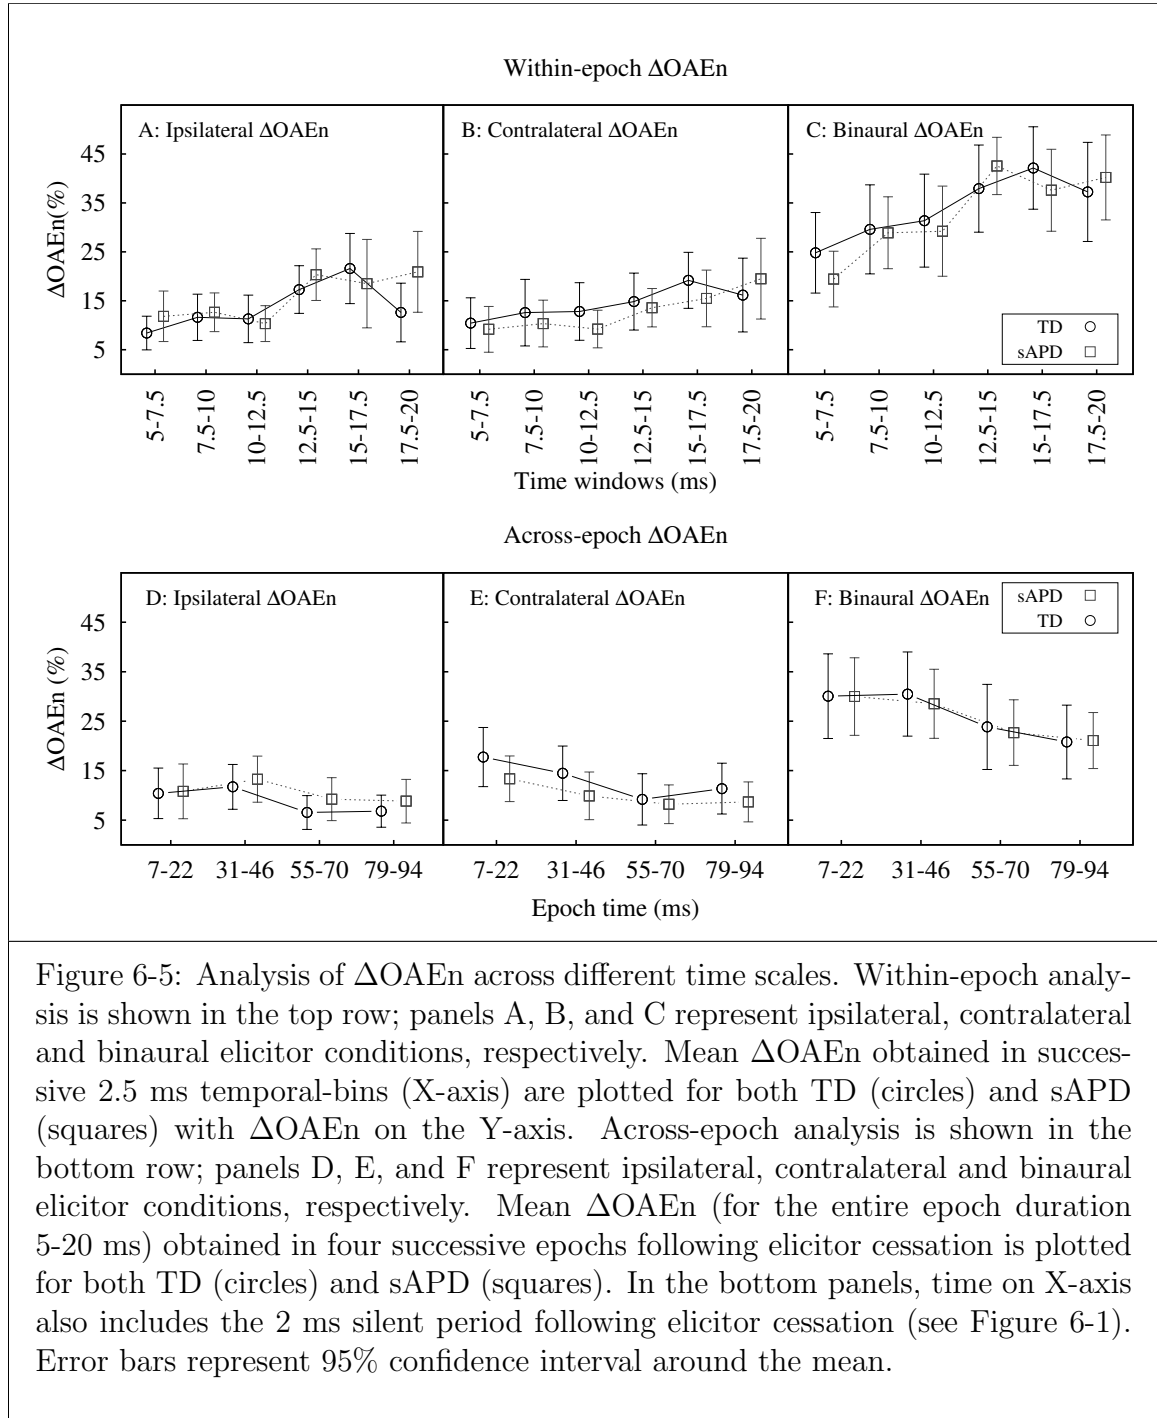 Within-epoch ΔOAEn
A: Ipsilateral ΔOAEn
B: Contralateral ΔOAEn
C: Binaural ΔOAEn
ΔOAEn(%)
45
35
25
15
5
TD
sAPD
5-7.5
7.5-10
10-12.5
12.5-15
15-17.5
17.5-20
5-7.5
7.5-10
10-12.5
12.5-15
15-17.5
17.5-20
5-7.5
7.5-10
10-12.5
12.5-15
15-17.5
17.5-20
Time windows (ms)
Across-epoch ΔOAEn
D: Ipsilateral ΔOAEn
E: Contralateral ΔOAEn
F: Binaural ΔOAEn
sAPD
TD
ΔOAEn (%)
45
35
25
15
5
7-22 31-46 55-70 79-94
7-22 31-46 55-70 79-94
7-22 31-46 55-70 79-94
Epoch time (ms)
Figure 6-5: Analysis of ΔOAEn across different time scales. Within-epoch analy-
sis is shown in the top row; panels A, B, and C represent ipsilateral, contralateral
and binaural elicitor conditions, respectively. Mean ΔOAEn obtained in succes-
sive 2.5 ms temporal-bins (X-axis) are plotted for both TD (circles) and sAPD
(squares) with ΔOAEn on the Y-axis. Across-epoch analysis is shown in the
bottom row; panels D, E, and F represent ipsilateral, contralateral and binaural
elicitor conditions, respectively. Mean ΔOAEn (for the entire epoch duration
5-20 ms) obtained in four successive epochs following elicitor cessation is plotted
for both TD (circles) and sAPD (squares). In the bottom panels, time on X-axis
also includes the 2 ms silent period following elicitor cessation (see Figure 6-1).
Error bars represent 95% confidence interval around the mean.